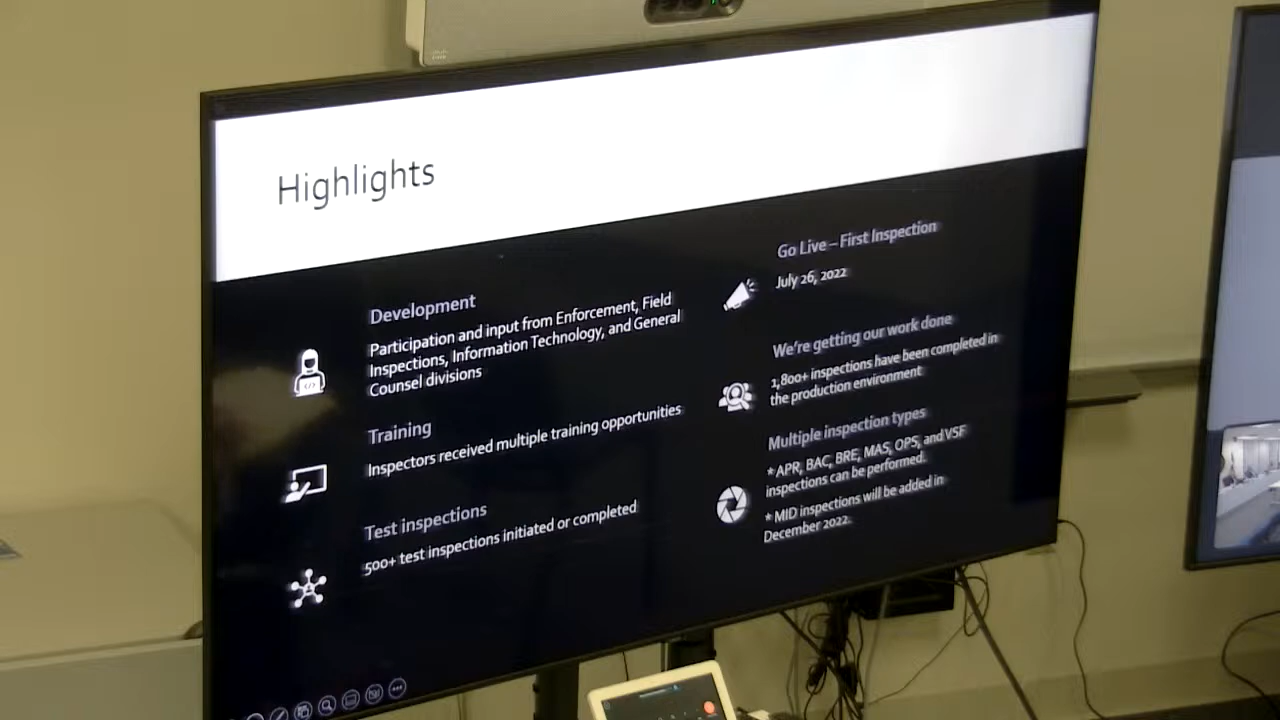 Highlights
Development
Participation and input from Enforcement, Field
Inspections, Information Technology, and General
Counsel divisions
Training
Inspectors received multiple training opportunities
Test inspections
500+ test inspections initiated or completed
Go Live – First Inspection
July 26, 2022
We're getting our work done
1,800+ inspections have been completed in
the production environment
Multiple inspection types
* APR, BAC, BRE, MAS, OPS, and VSF
inspections can be performed.
* MID inspections will be added in
December 2022.